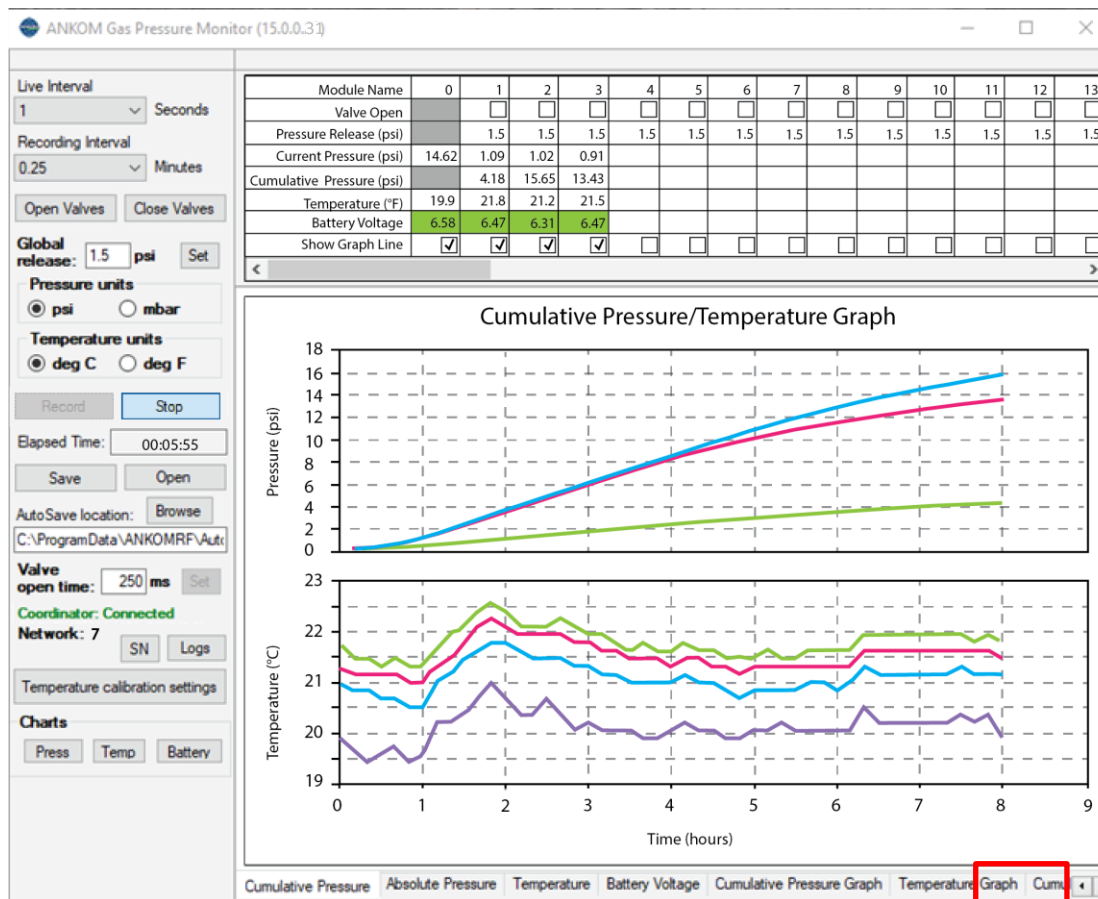 ANKOM Gas Pressure Monitor (15.0.0.31)
Live Interval
1 Seconds
Recording Interval
0.25 Minutes
Open Valves Close Valves
Global
release: 1.5 psi Set
Pressure units
psi mbar
Temperature units
deg C deg F
Record Stop
Elapsed Time: 00:05:55
Save Open
AutoSave location: Browse
C:\ProgramData\ANKOMRF\Auto
Valve
open time: 250 ms Set
Coordinator: Connected
Network: 7
SN Logs
Temperature calibration settings
Charts
Press Temp Battery
Module Name 0 1 2 3 4 5 6 7 8 9 10 11 12 13
Valve Open
Pressure Release (psi) 1.5 1.5 1.5 1.5 1.5 1.5 1.5 1.5 1.5 1.5 1.5 1.5 1.5
Current Pressure (psi) 14.62 1.09 1.02 0.91
Cumulative Pressure (psi) 4.18 15.65 13.43
Temperature (°F) 19.9 21.8 21.2 21.5
Battery Voltage 6.58 6.47 6.31 6.47
Show Graph Line
Cumulative Pressure/Temperature Graph
Pressure (psi)
18
16
14
12
10
8
6
4
2
0
Temperature (°C)
23
22
21
20
19
0 1 2 3 4 5 6 7 8 9
Time (hours)
Cumulative Pressure Absolute Pressure Temperature Battery Voltage Cumulative Pressure Graph Temperature Graph Cumu